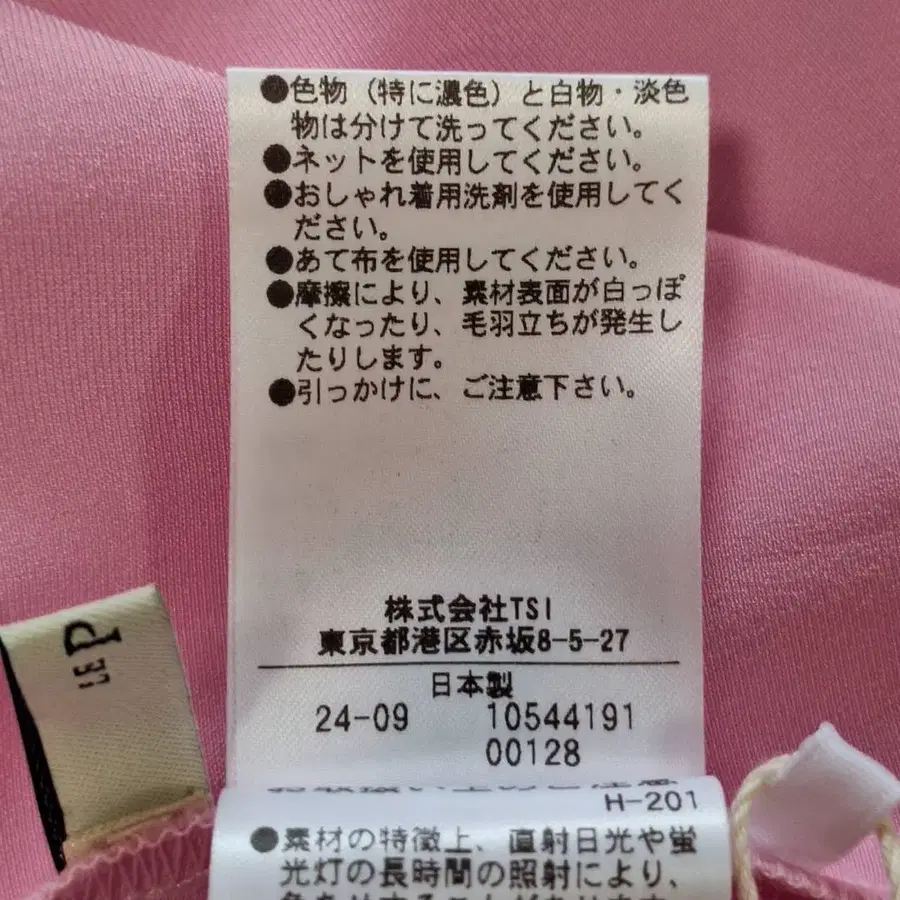 ●色物（特に濃色）と白物・淡色
物は分けて洗ってください。
●ネットを使用してください。
●おしゃれ着用洗剤を使用してく
ださい。
●あて布を使用してください。
●摩擦により、素材表面が白っぽ
くなったり、毛羽立ちが発生し
たりします。
●引っかけに、ご注意下さい。
株式会社TSI
東京都港区赤坂8-5-27
日本製
24-09 10544191
00128
H-201
●素材の特徴上、直射日光や蛍
光灯の長時間の照射により、